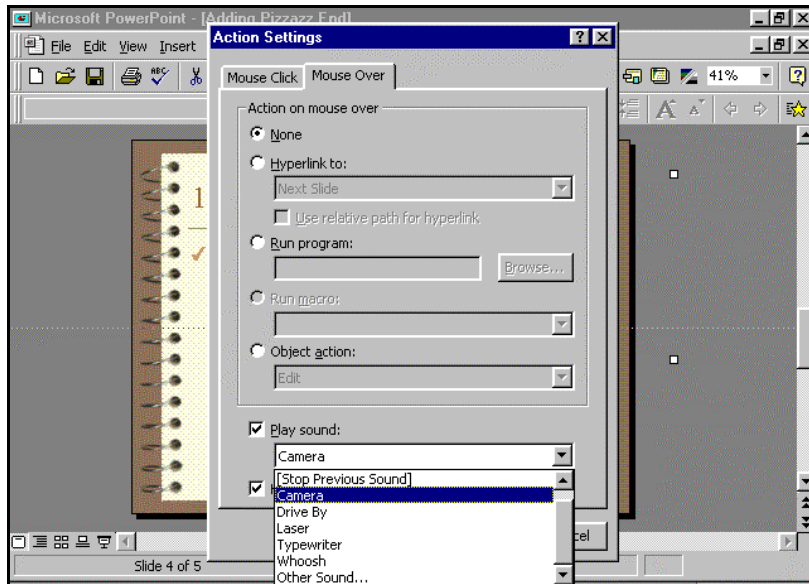 Microsoft PowerPoint - [Adding Pizzazz End]
File Edit View Insert
41%
Action Settings
Mouse Click Mouse Over
Action on mouse over
None
Hyperlink to:
Next Slide
Use relative path for hyperlink
Run program:
Browse...
Run macro:
Object action:
Edit
Play sound:
Camera
[Stop Previous Sound]
Camera
Drive By
Laser
Typewriter
Whoosh
Other Sound...
Slide 4 of 5